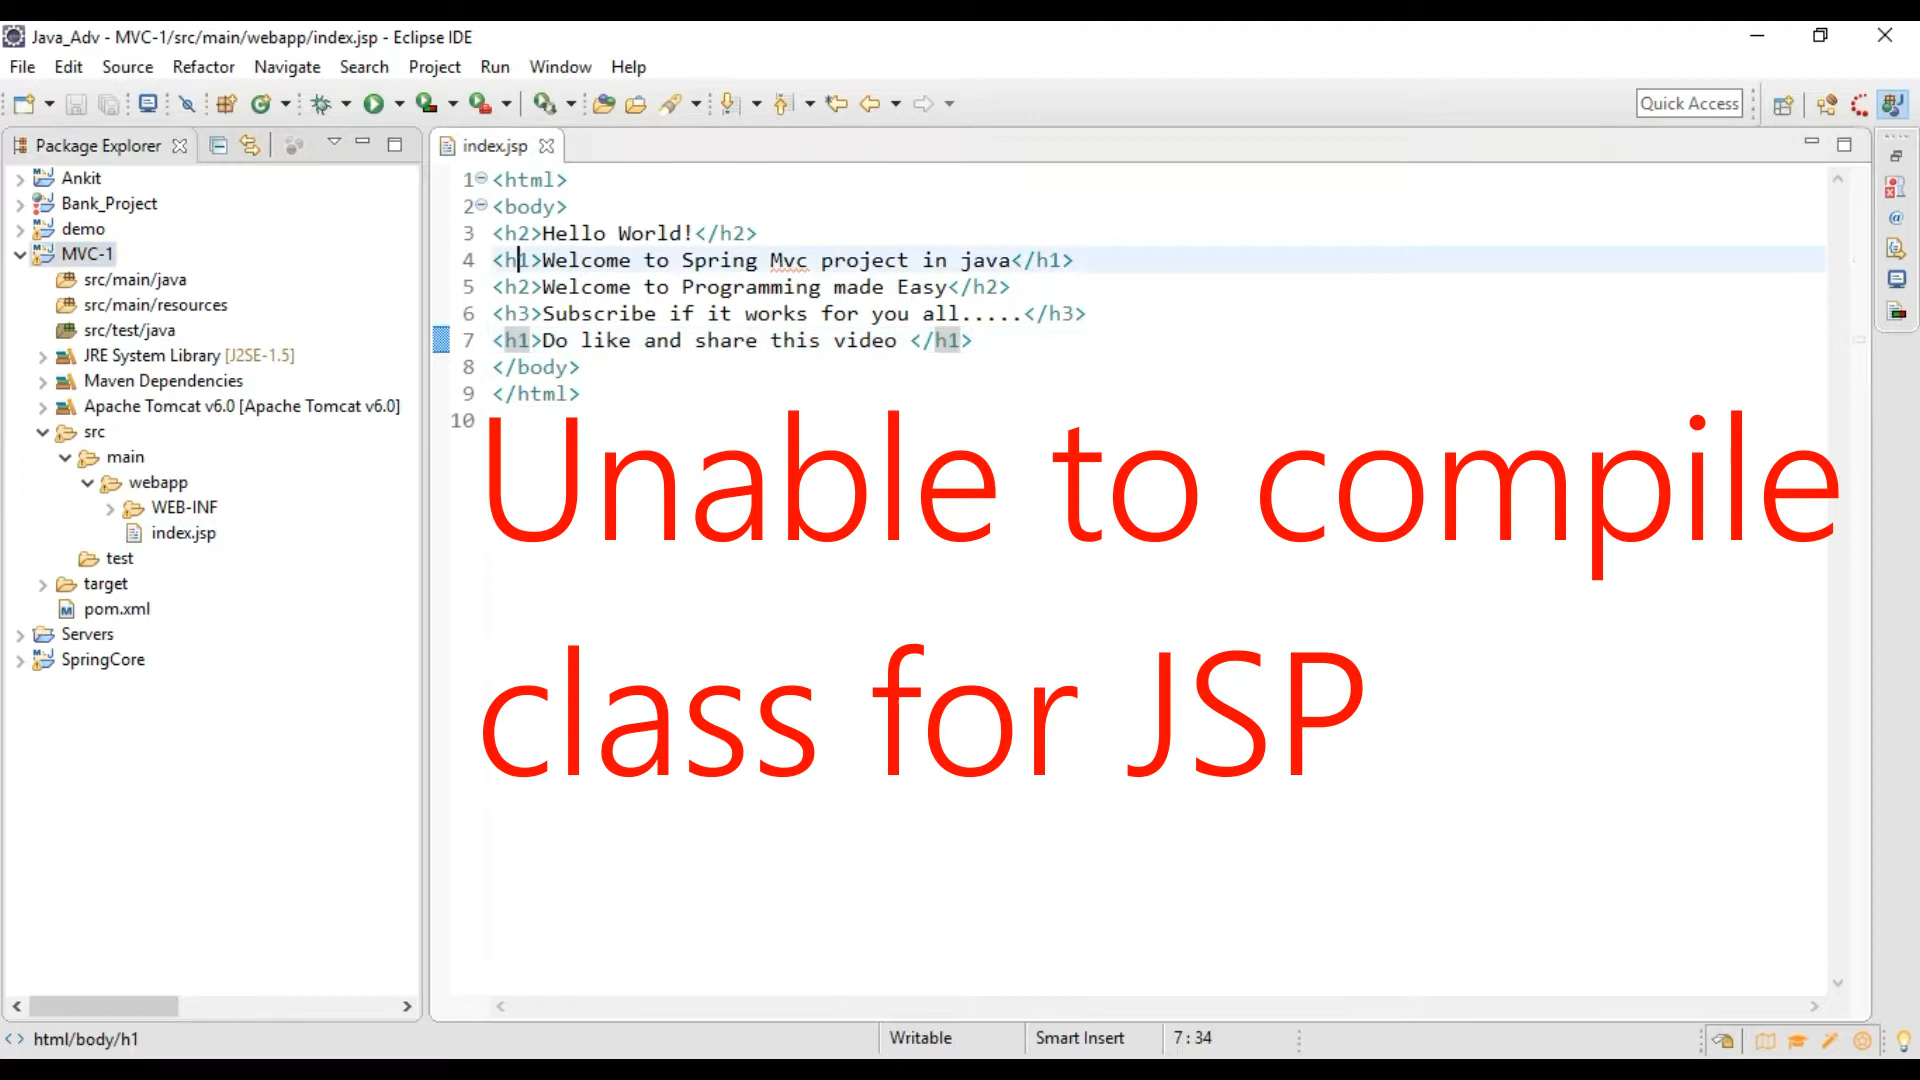 Java_Adv - MVC-1/src/main/webapp/index.jsp - Eclipse IDE
File Edit Source Refactor Navigate Search Project Run Window Help
Quick Access
Package Explorer
Ankit
Bank_Project
demo
MVC-1
src/main/java
src/main/resources
src/test/java
JRE System Library [J2SE-1.5]
Maven Dependencies
Apache Tomcat v6.0 [Apache Tomcat v6.0]
src
main
webapp
WEB-INF
index.jsp
test
target
pom.xml
Servers
SpringCore
index.jsp
1 <html>
2 <body>
3 <h2>Hello World!</h2>
4 <h1>Welcome to Spring Mvc project in java</h1>
5 <h2>Welcome to Programming made Easy</h2>
6 <h3>Subscribe if it works for you all.....</h3>
7 <h1>Do like and share this video </h1>
8 </body>
9 </html>
10
Unable to compile
class for JSP
html/body/h1 Writable Smart Insert 7 : 34